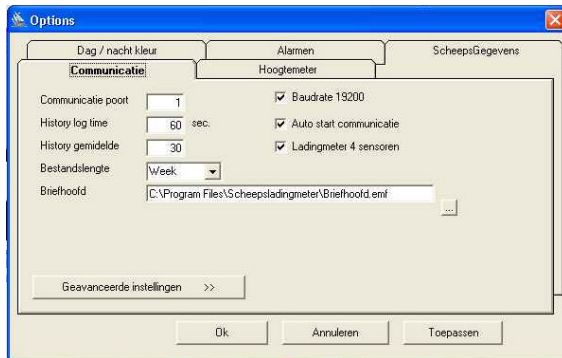 Options
Dag / nacht kleur
Alarmen
ScheepsGegevens
Communicatie
Hoogtemeter
Communicatie poort 1
Baudrate 19200
History log time 60 sec.
Auto start communicatie
History gemidelde 30
Ladingmeter 4 sensoren
Bestandslengte Week
Briefhoofd C:\Program Files\Scheepsladingmeter\Briefhoofd.emf
...
Geavanceerde instellingen >>
Ok
Annuleren
Toepassen